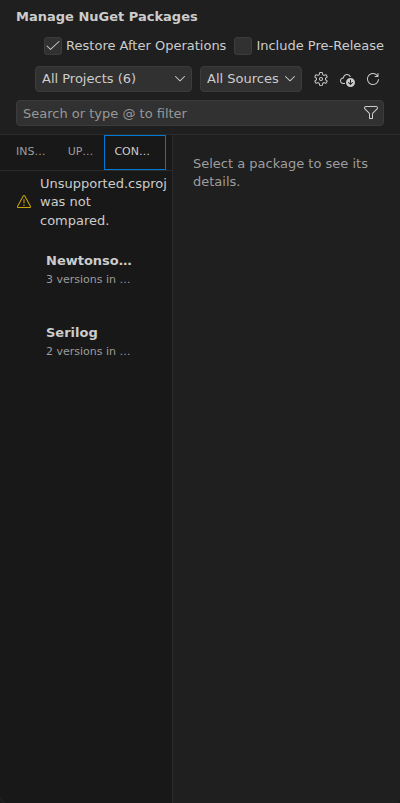 Manage NuGet Packages
Restore After Operations
Include Pre-Release
All Projects (6)
All Sources
Search or type @ to filter
INS...
UP...
CON...
Unsupported.csproj
was not
compared.
Newtonso...
3 versions in ...
Serilog
2 versions in ...
Select a package to see its
details.